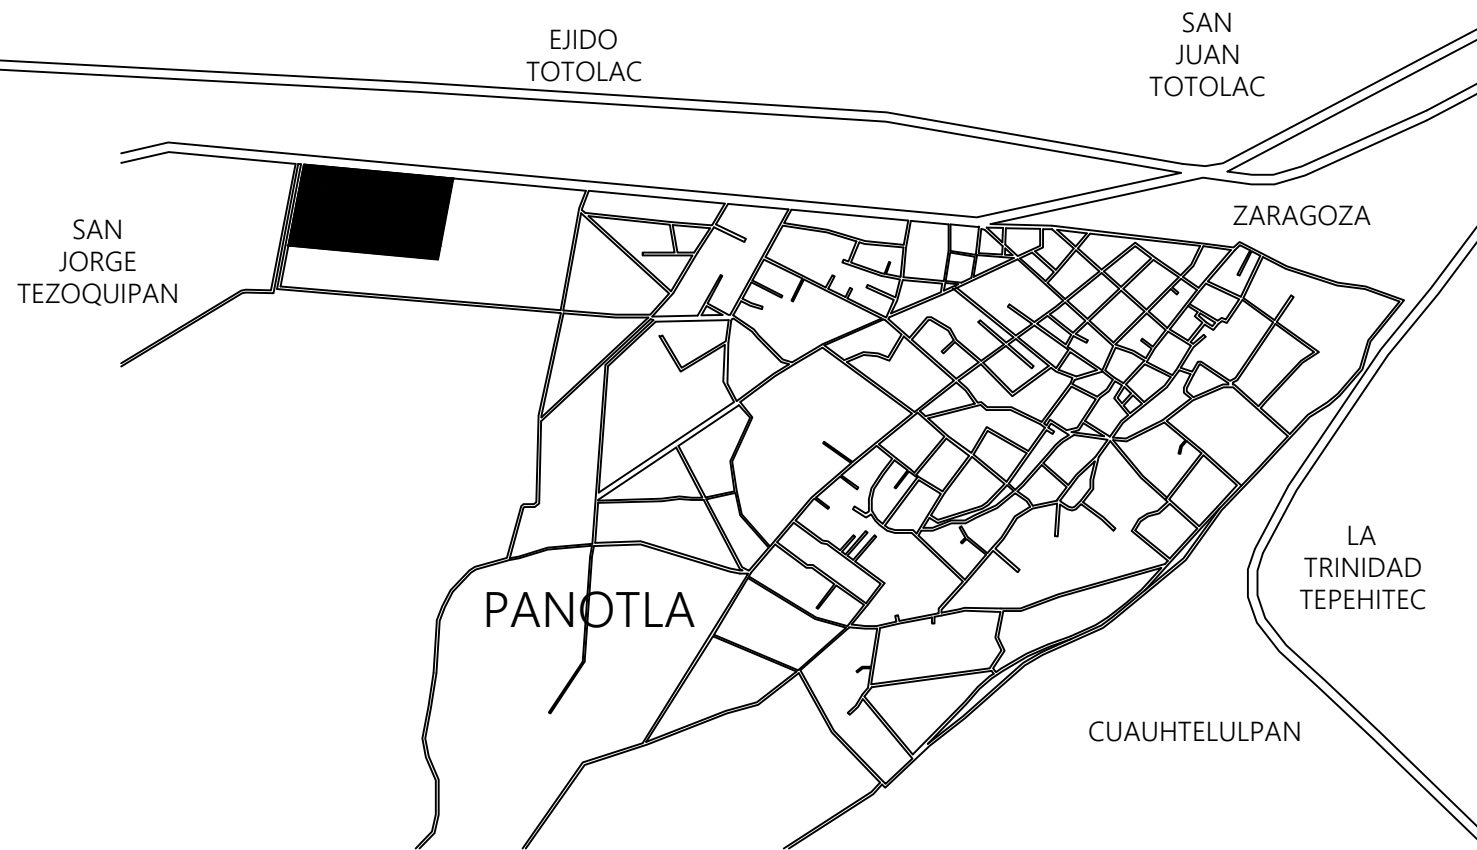 EJIDO
TOTOLAC
SAN
JUAN
TOTOLAC
ZARAGOZA
SAN
JORGE
TEZOQUIPAN
LA
TRINIDAD
TEPEHITEC
PANOTLA
CUAUHTELULPAN